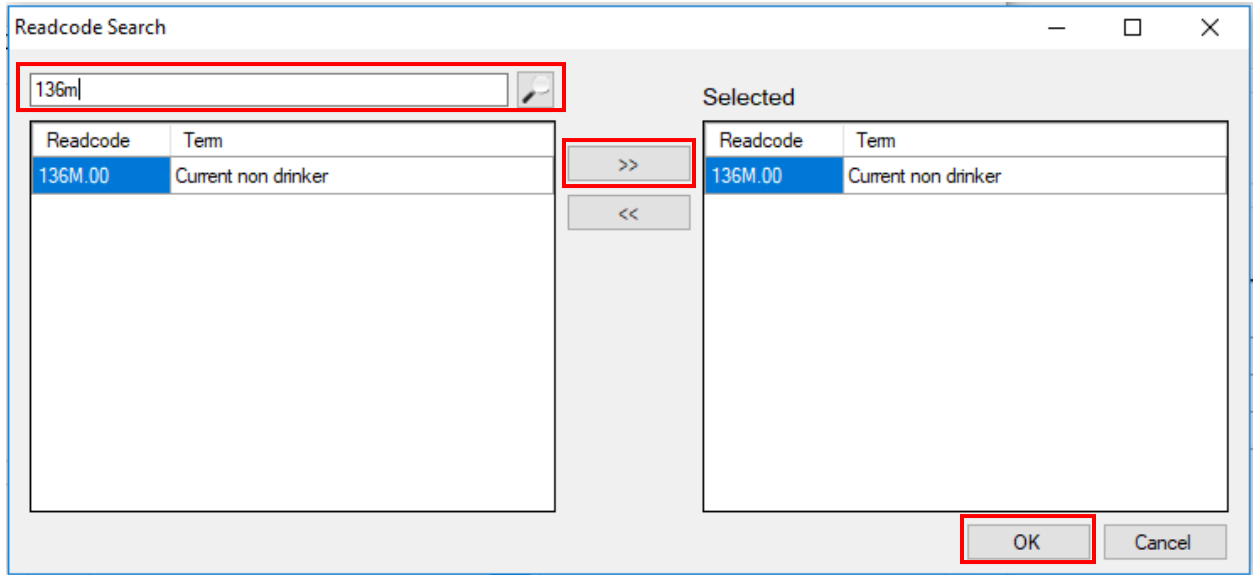 Readcode Search
136m
Selected
Readcode Term
136M.00 Current non drinker
>>
<<
Readcode Term
136M.00 Current non drinker
OK Cancel